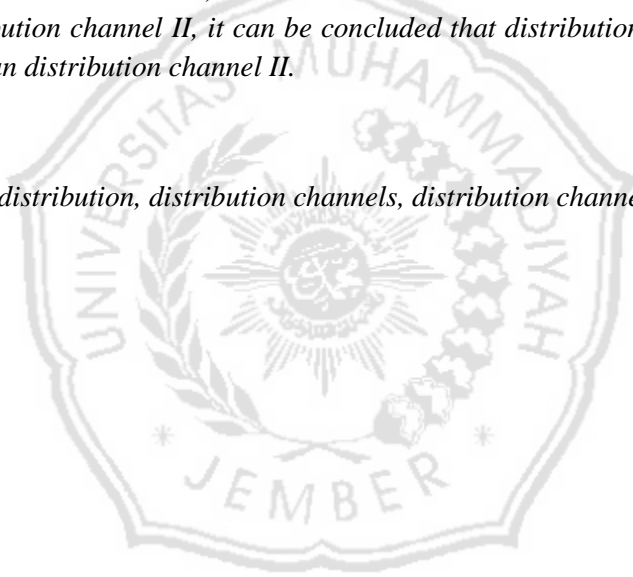 bution channel II, it can be concluded that distribution
n distribution channel II.
distribution, distribution channels, distribution channe
UNIVERSITAS MUHAMMADIYAH
* JEMBER *